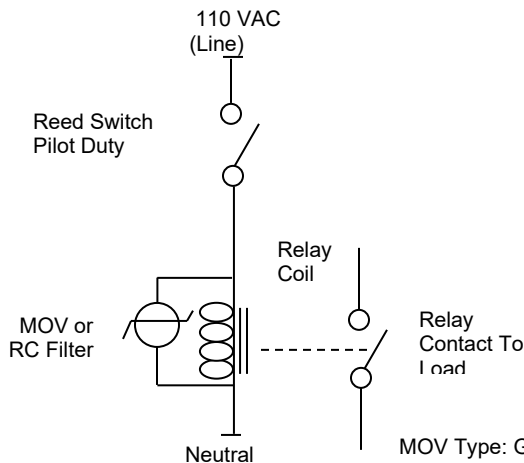 110 VAC
(Line)
Reed Switch
Pilot Duty
Relay
Coil
MOV or
RC Filter
Relay
Contact To
Load
Neutral
MOV Type: G